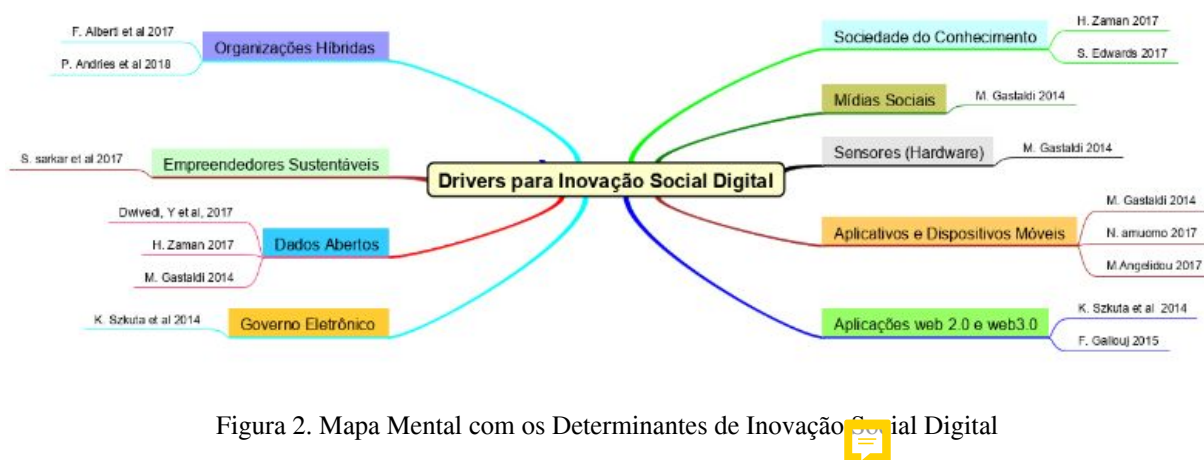 F. Alberti et al 2017
P. Andries et al 2018
Organizações Híbridas
S. sarkar et al 2017
Empreendedores Sustentáveis
Dwivedi, Y et al, 2017
H. Zaman 2017
M. Gastaldi 2014
Dados Abertos
K. Szkuta et al 2014
Governo Eletrônico
Drivers para Inovação Social Digital
Sociedade do Conhecimento
H. Zaman 2017
S. Edwards 2017
Mídias Sociais
M. Gastaldi 2014
Sensores (Hardware)
M. Gastaldi 2014
Aplicativos e Dispositivos Móveis
M. Gastaldi 2014
N. amuomo 2017
M.Angelidou 2017
Aplicações web 2.0 e web3.0
K. Szkuta et al 2014
F. Gallouj 2015
Figura 2. Mapa Mental com os Determinantes de Inovação Social Digital